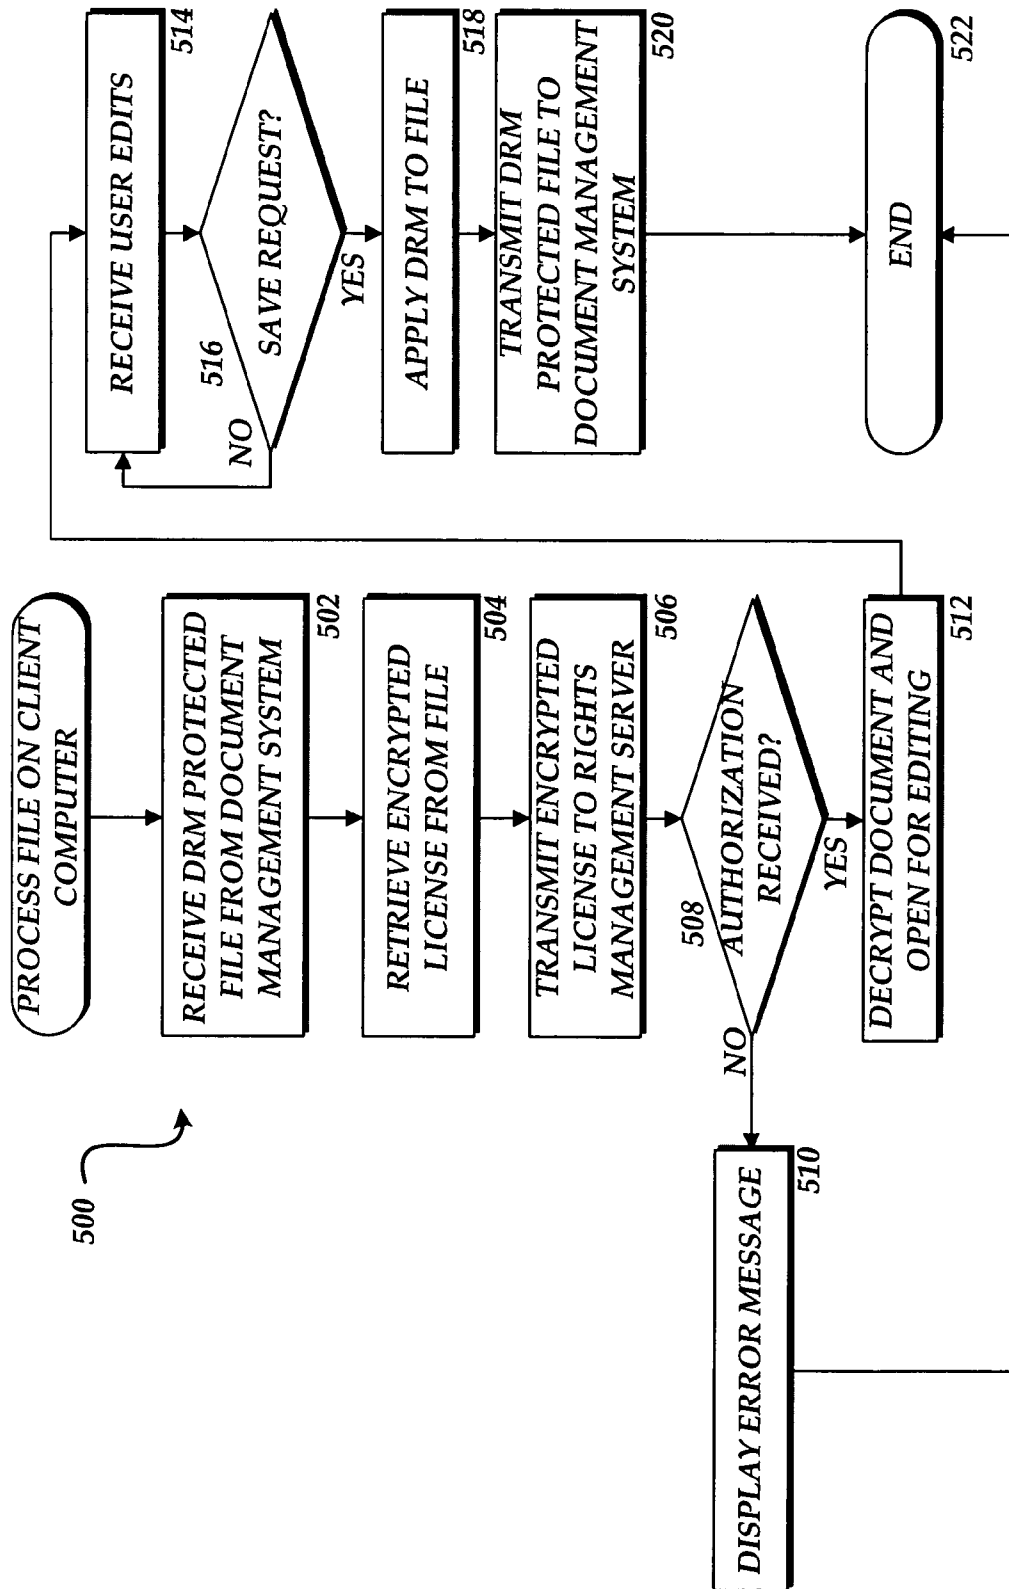 500
PROCESS FILE ON CLIENT
COMPUTER
RECEIVE DRM PROTECTED
FILE FROM DOCUMENT
MANAGEMENT SYSTEM
502
RETRIEVE ENCRYPTED
LICENSE FROM FILE
504
TRANSMIT ENCRYPTED
LICENSE TO RIGHTS
MANAGEMENT SERVER
506
508
AUTHORIZATION
RECEIVED?
NO
YES
DISPLAY ERROR MESSAGE
510
DECRYPT DOCUMENT AND
OPEN FOR EDITING
512
RECEIVE USER EDITS
514
516
SAVE REQUEST?
NO
YES
APPLY DRM TO FILE
518
TRANSMIT DRM
PROTECTED FILE TO
DOCUMENT MANAGEMENT
SYSTEM
520
END
522